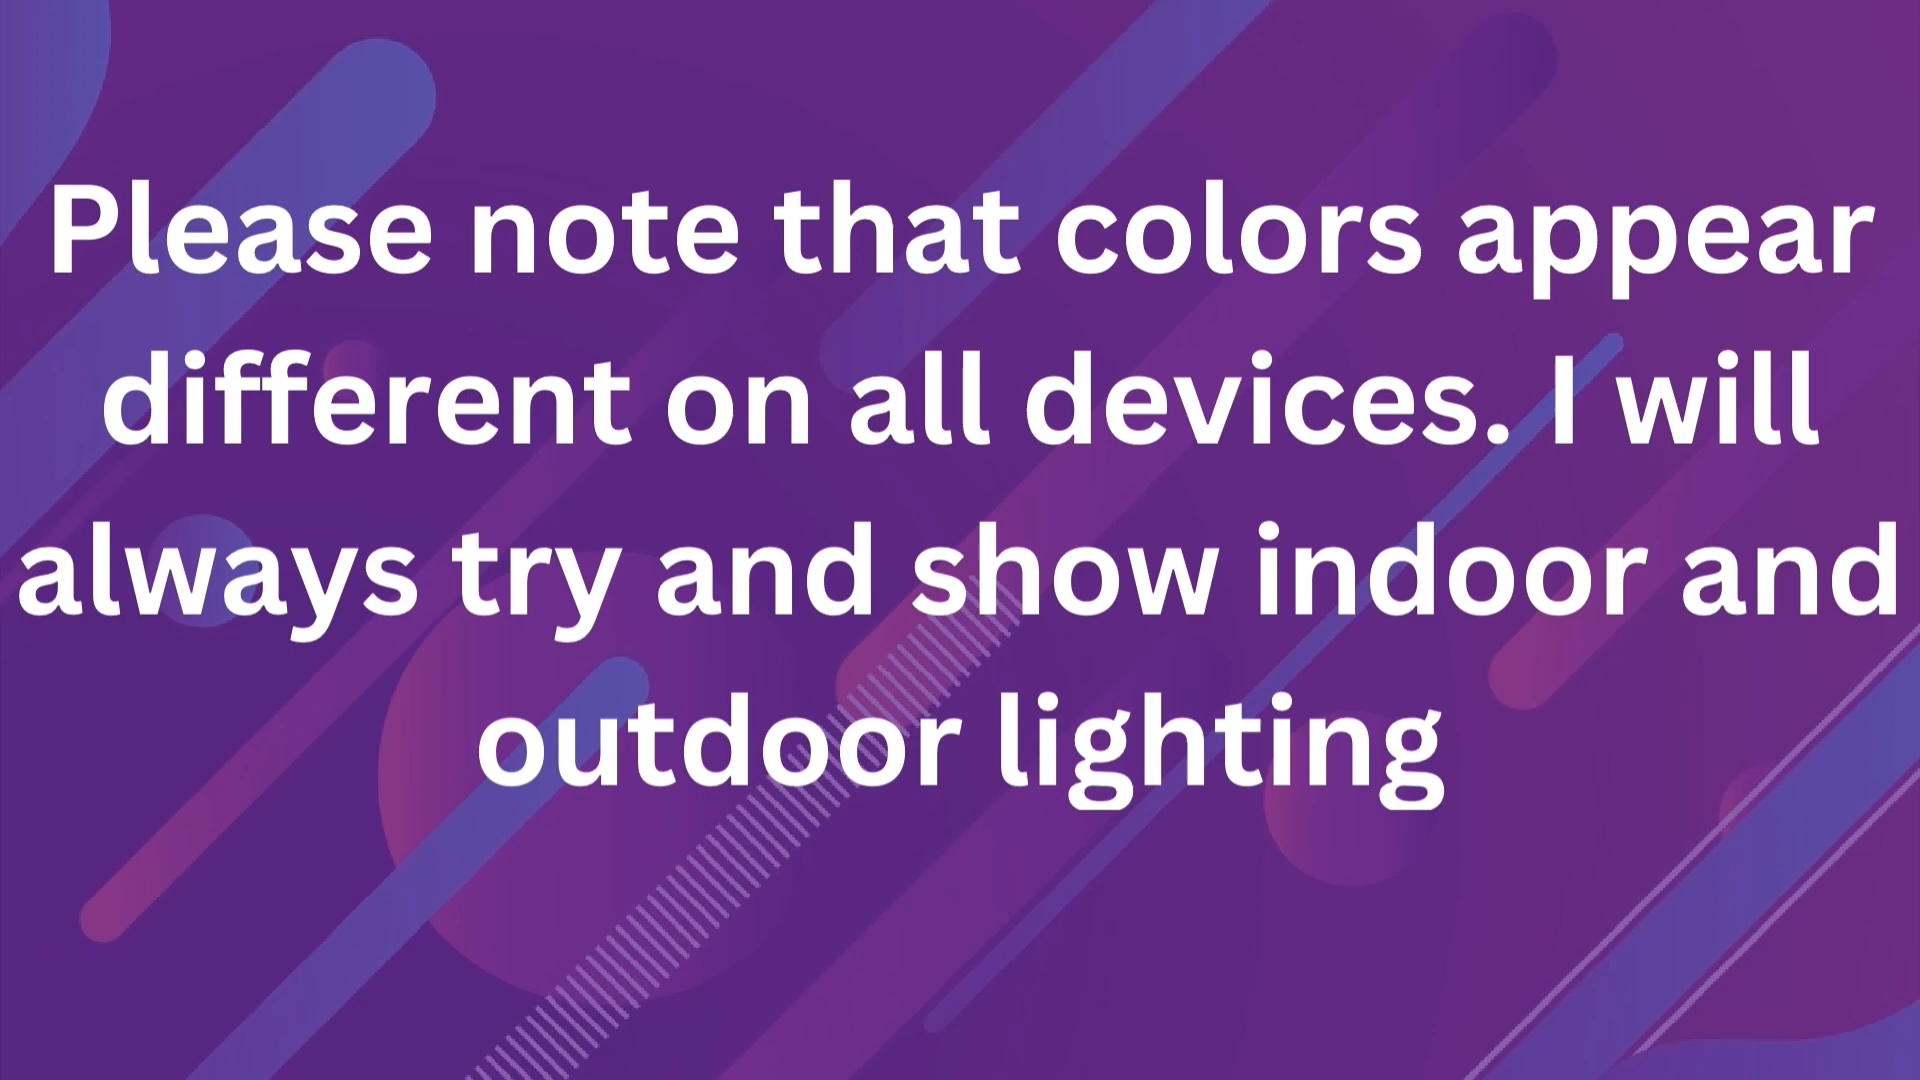 Please note that colors appear
different on all devices. I will
always try and show indoor and
outdoor lighting